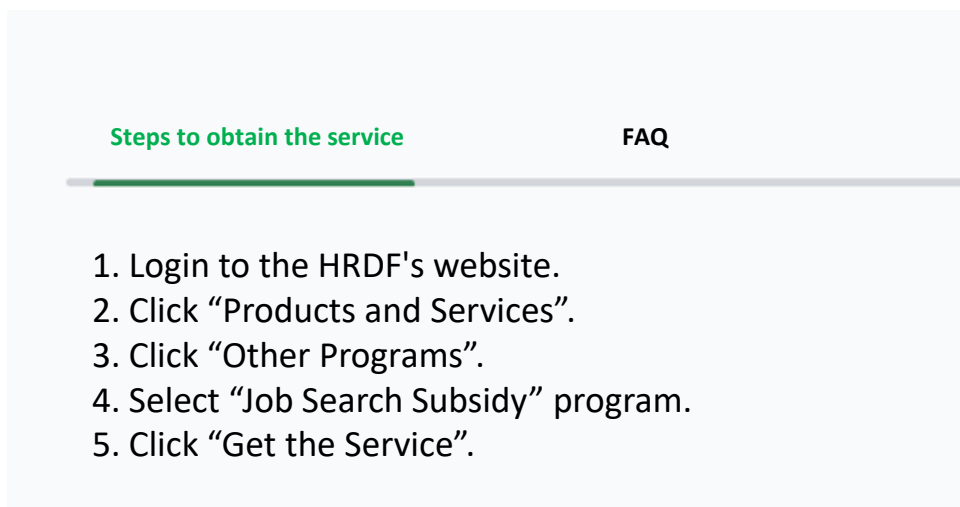 Steps to obtain the service FAQ
1. Login to the HRDF's website.
2. Click “Products and Services”.
3. Click “Other Programs”.
4. Select “Job Search Subsidy” program.
5. Click “Get the Service”.